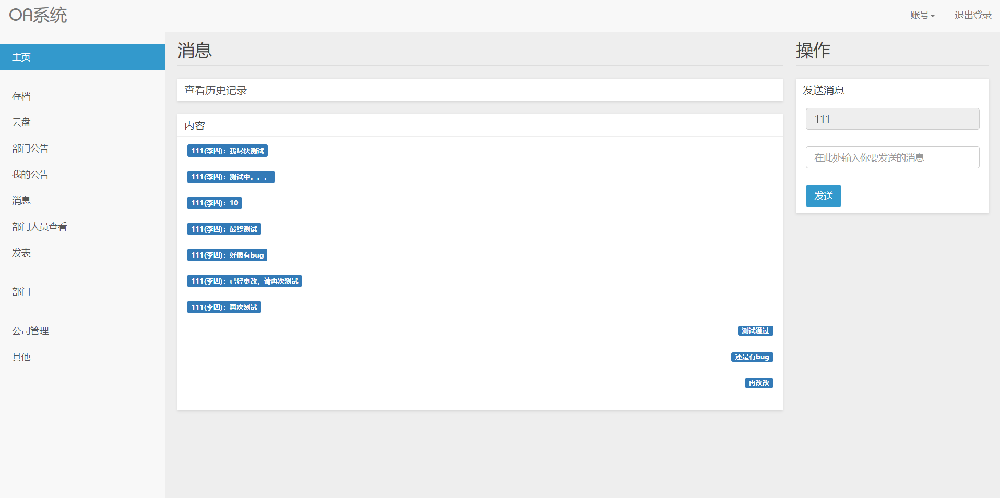 OA系统
账号
退出登录
主页
存档
云盘
部门公告
我的公告
消息
部门人员查看
发表
部门
公司管理
其他
消息
查看历史记录
内容
111(李四)：我尽快测试
111(李四)：测试中。。。
111(李四)：10
111(李四)：最终测试
111(李四)：好像有bug
111(李四)：已经更改，请再次测试
111(李四)：再次测试
测试通过
还是有bug
再改改
操作
发送消息
111
在此处输入你要发送的消息
发送